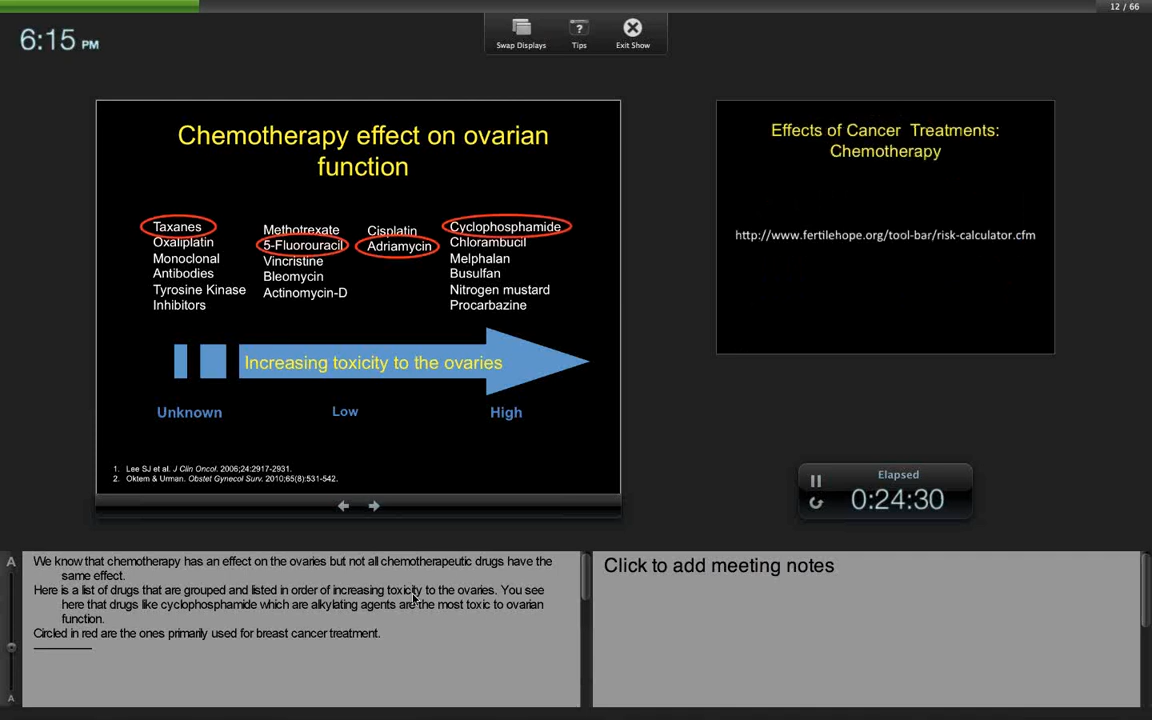 12 / 66
6:15 PM
Swap Displays
Tips
Exit Show
Chemotherapy effect on ovarian
function
Taxanes
Oxaliplatin
Monoclonal
Antibodies
Tyrosine Kinase
Inhibitors
Methotrexate
5-Fluorouracil
Vincristine
Bleomycin
Actinomycin-D
Cisplatin
Adriamycin
Cyclophosphamide
Chlorambucil
Melphalan
Busulfan
Nitrogen mustard
Procarbazine
Increasing toxicity to the ovaries
Unknown
Low
High
1. Lee SJ et al. J Clin Oncol. 2006;24:2917-2931.
2. Oktem & Urman. Obstet Gynecol Surv. 2010;65(8):531-542.
Effects of Cancer Treatments:
Chemotherapy
http://www.fertilehope.org/tool-bar/risk-calculator.cfm
Elapsed
0:24:30
A
We know that chemotherapy has an effect on the ovaries but not all chemotherapeutic drugs have the
same effect.
Here is a list of drugs that are grouped and listed in order of increasing toxicity to the ovaries. You see
here that drugs like cyclophosphamide which are alkylating agents are the most toxic to ovarian
function.
Circled in red are the ones primarily used for breast cancer treatment.
A
Click to add meeting notes